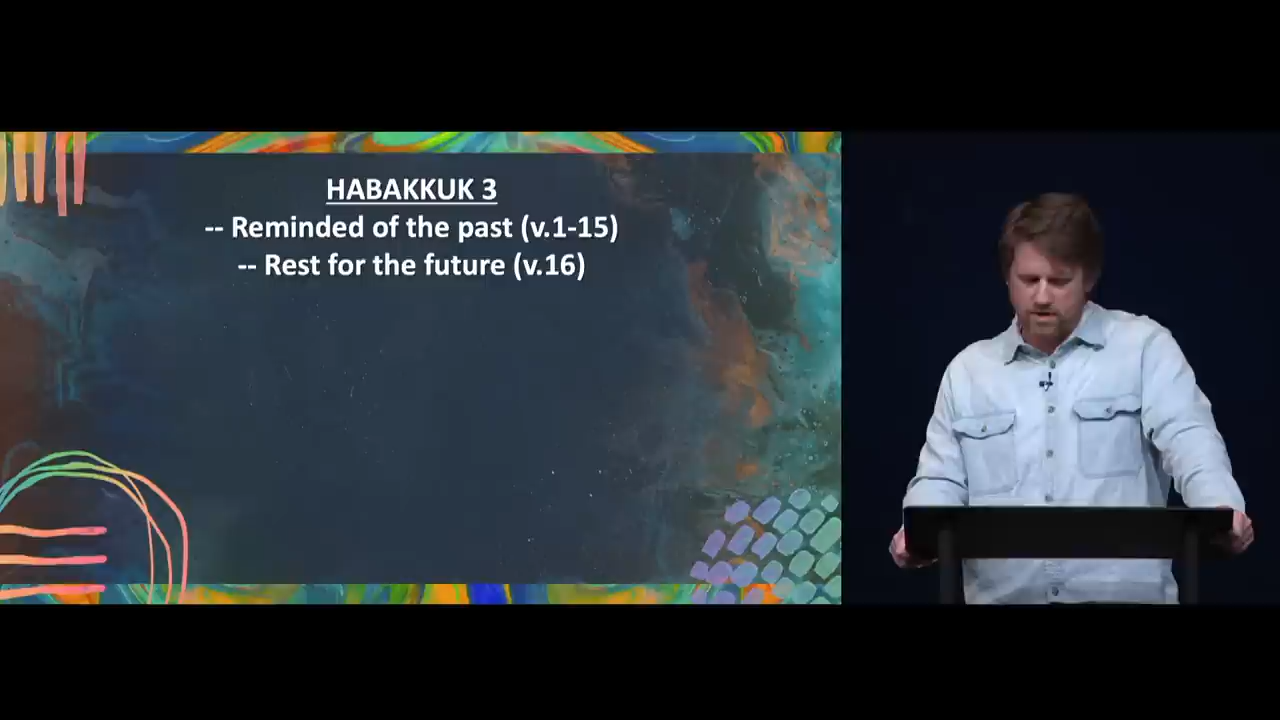 HABAKKUK 3
-- Reminded of the past (v.1-15)
-- Rest for the future (v.16)